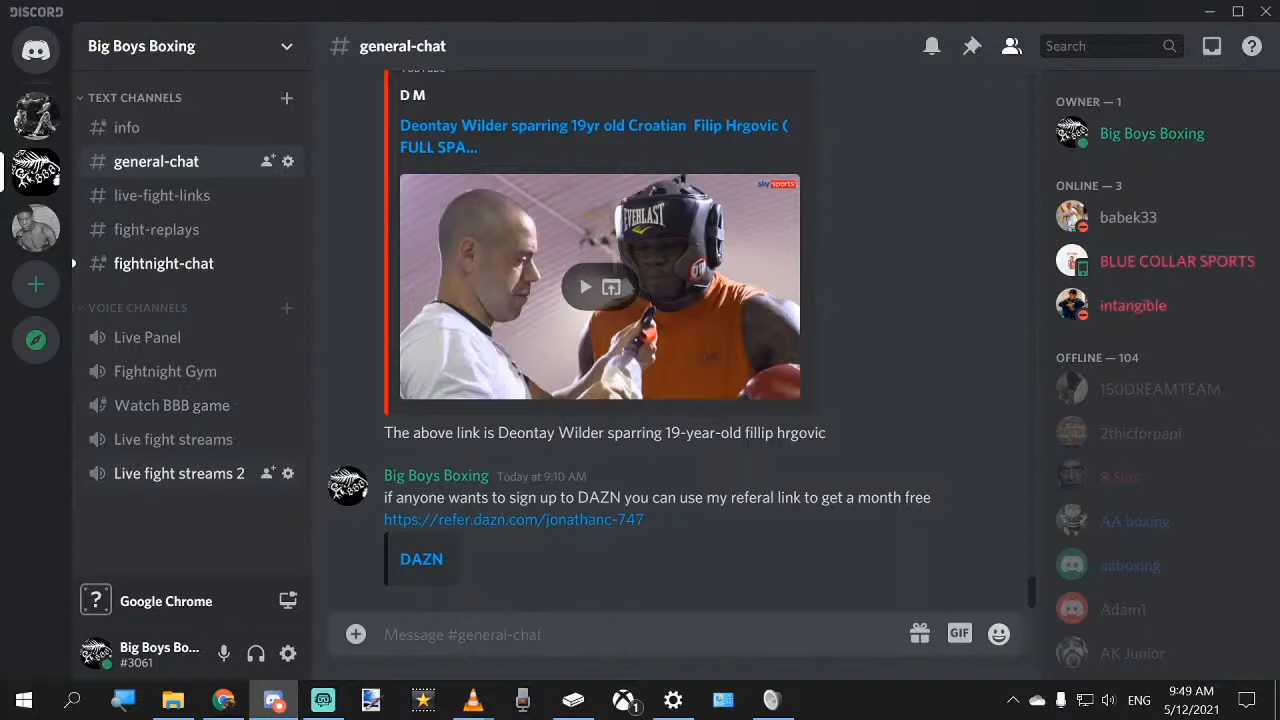 DISCORD
Big Boys Boxing
general-chat
Search
TEXT CHANNELS
info
general-chat
live-fight-links
fight-replays
fightnight-chat
VOICE CHANNELS
Live Panel
Fightnight Gym
Watch BBB game
Live fight streams
Live fight streams 2
Google Chrome
Big Boys Bo...
#3061
YouTube
D M
Deontay Wilder sparring 19yr old Croatian Filip Hrgovic (
FULL SPA...
sky sports
EVERLAST
The above link is Deontay Wilder sparring 19-year-old fillip hrgovic
Big Boys Boxing Today at 9:10 AM
if anyone wants to sign up to DAZN you can use my referal link to get a month free
https://refer.dazn.com/jonathanc-747
DAZN
Message #general-chat
GIF
OWNER — 1
Big Boys Boxing
ONLINE — 3
babek33
BLUE COLLAR SPORTS
intangible
OFFLINE — 104
150DREAMTEAM
2thicforpapi
AA boxing
aaboxing
Adam1
AK Junior
1
ENG
9:49 AM
5/12/2021